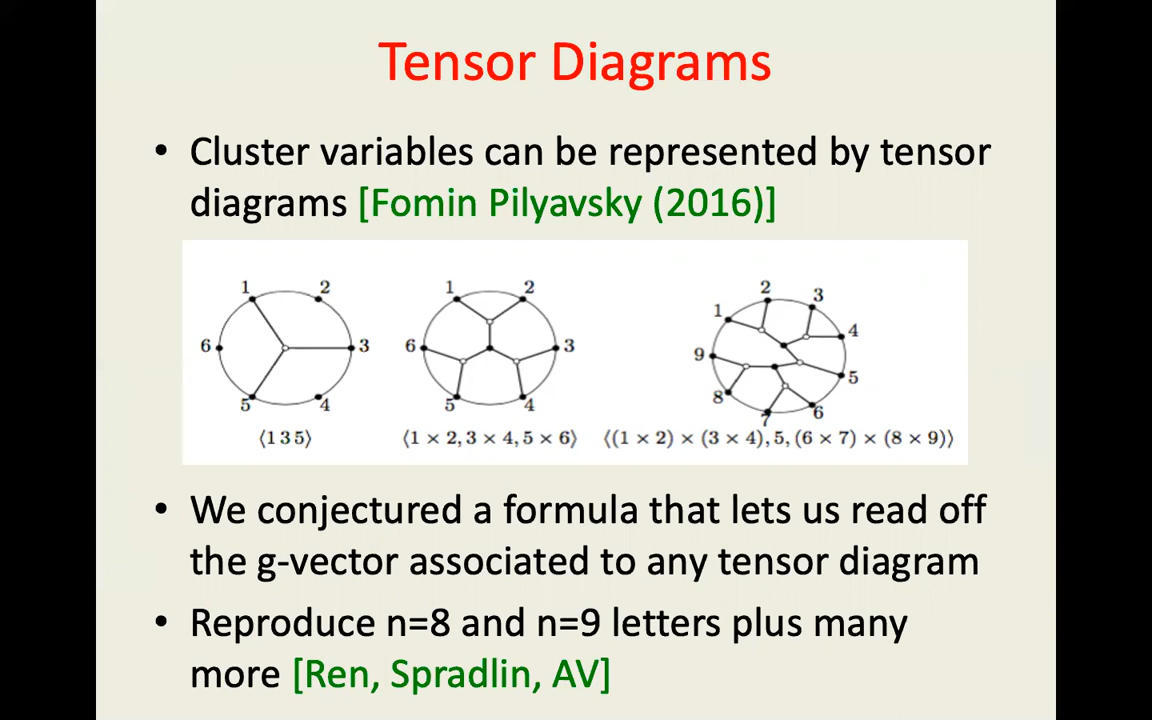 Tensor Diagrams
• Cluster variables can be represented by tensor
diagrams [Fomin Pilyavsky (2016)]
1 2 3 4 5 6
1 2 3 4 5 6
1 2 3 4 5 6 7 8 9
⟨1 3 5⟩
⟨1 × 2, 3 × 4, 5 × 6⟩
⟨(1 × 2) × (3 × 4), 5, (6 × 7) × (8 × 9)⟩
• We conjectured a formula that lets us read off
the g-vector associated to any tensor diagram
• Reproduce n=8 and n=9 letters plus many
more [Ren, Spradlin, AV]